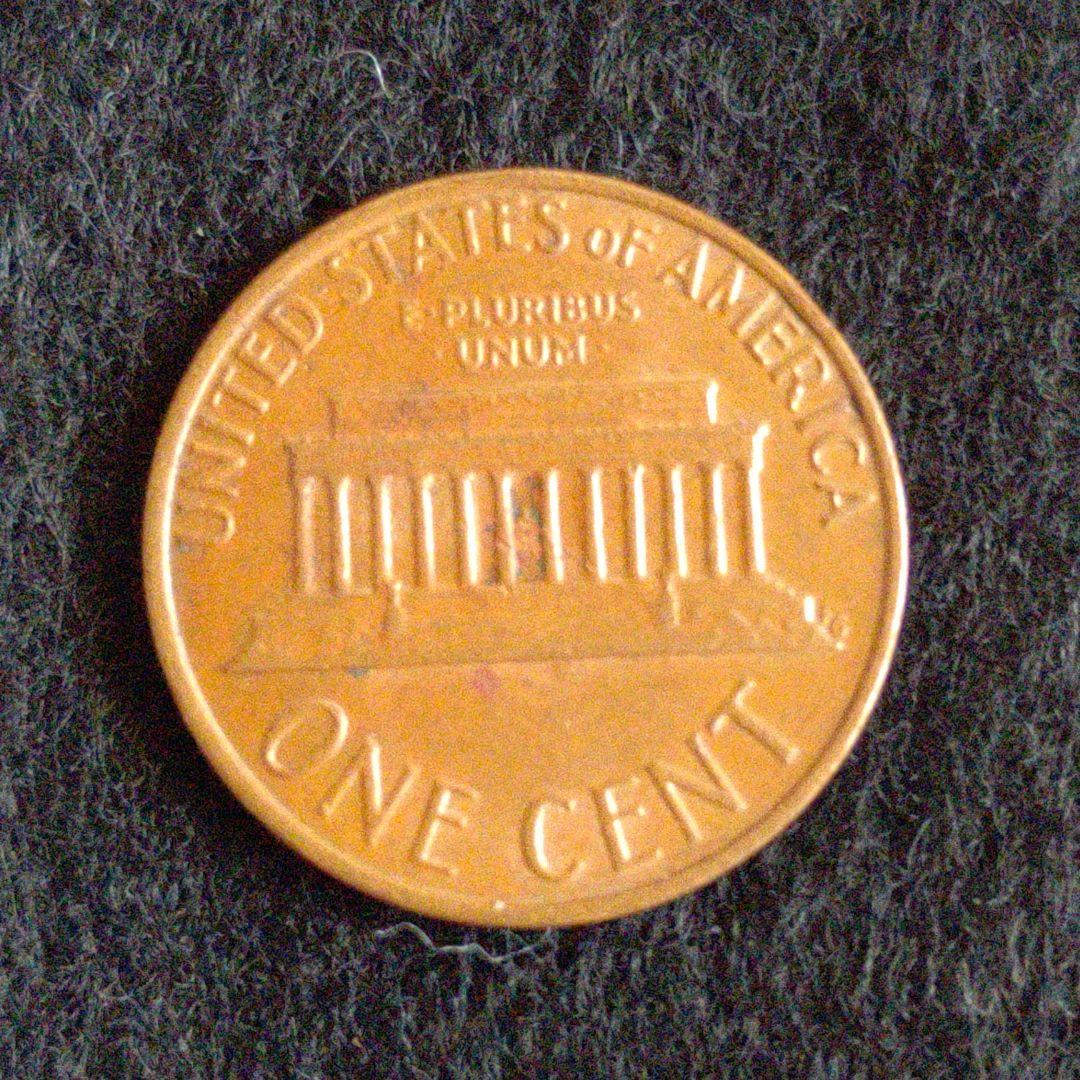 UNITED STATES OF AMERICA
E·PLURIBUS
·UNUM·
ONE CENT